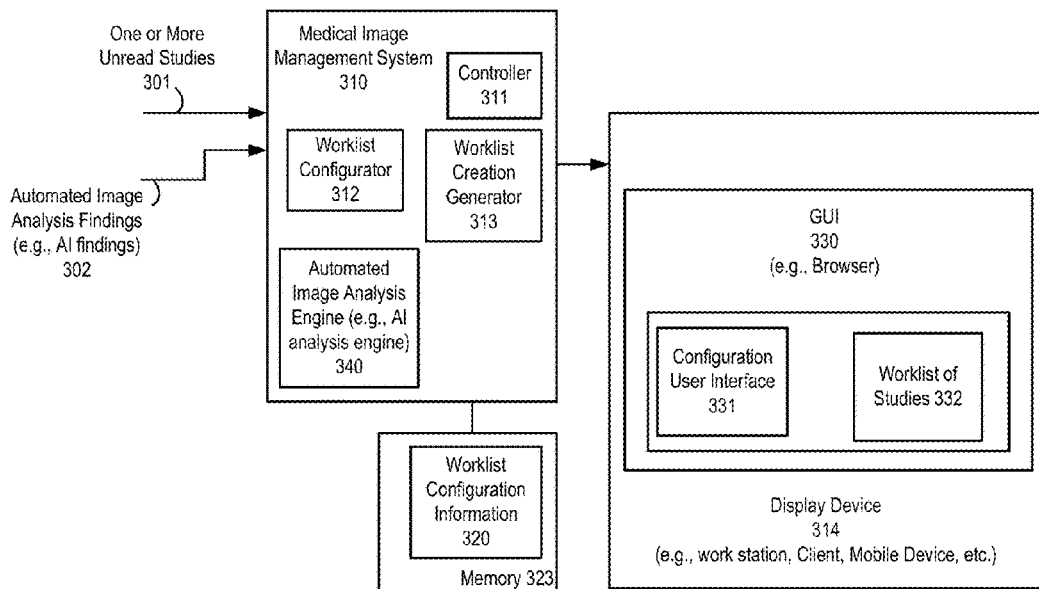 One or More
Unread Studies
301
Automated Image
Analysis Findings
(e.g., AI findings)
302
Medical Image
Management System
310
Controller
311
Worklist
Configurator
312
Worklist
Creation
Generator
313
Automated
Image Analysis
Engine (e.g., AI
analysis engine)
340
Worklist
Configuration
Information
320
Memory 323
GUI
330
(e.g., Browser)
Configuration
User Interface
331
Worklist of
Studies 332
Display Device
314
(e.g., work station, Client, Mobile Device, etc.)